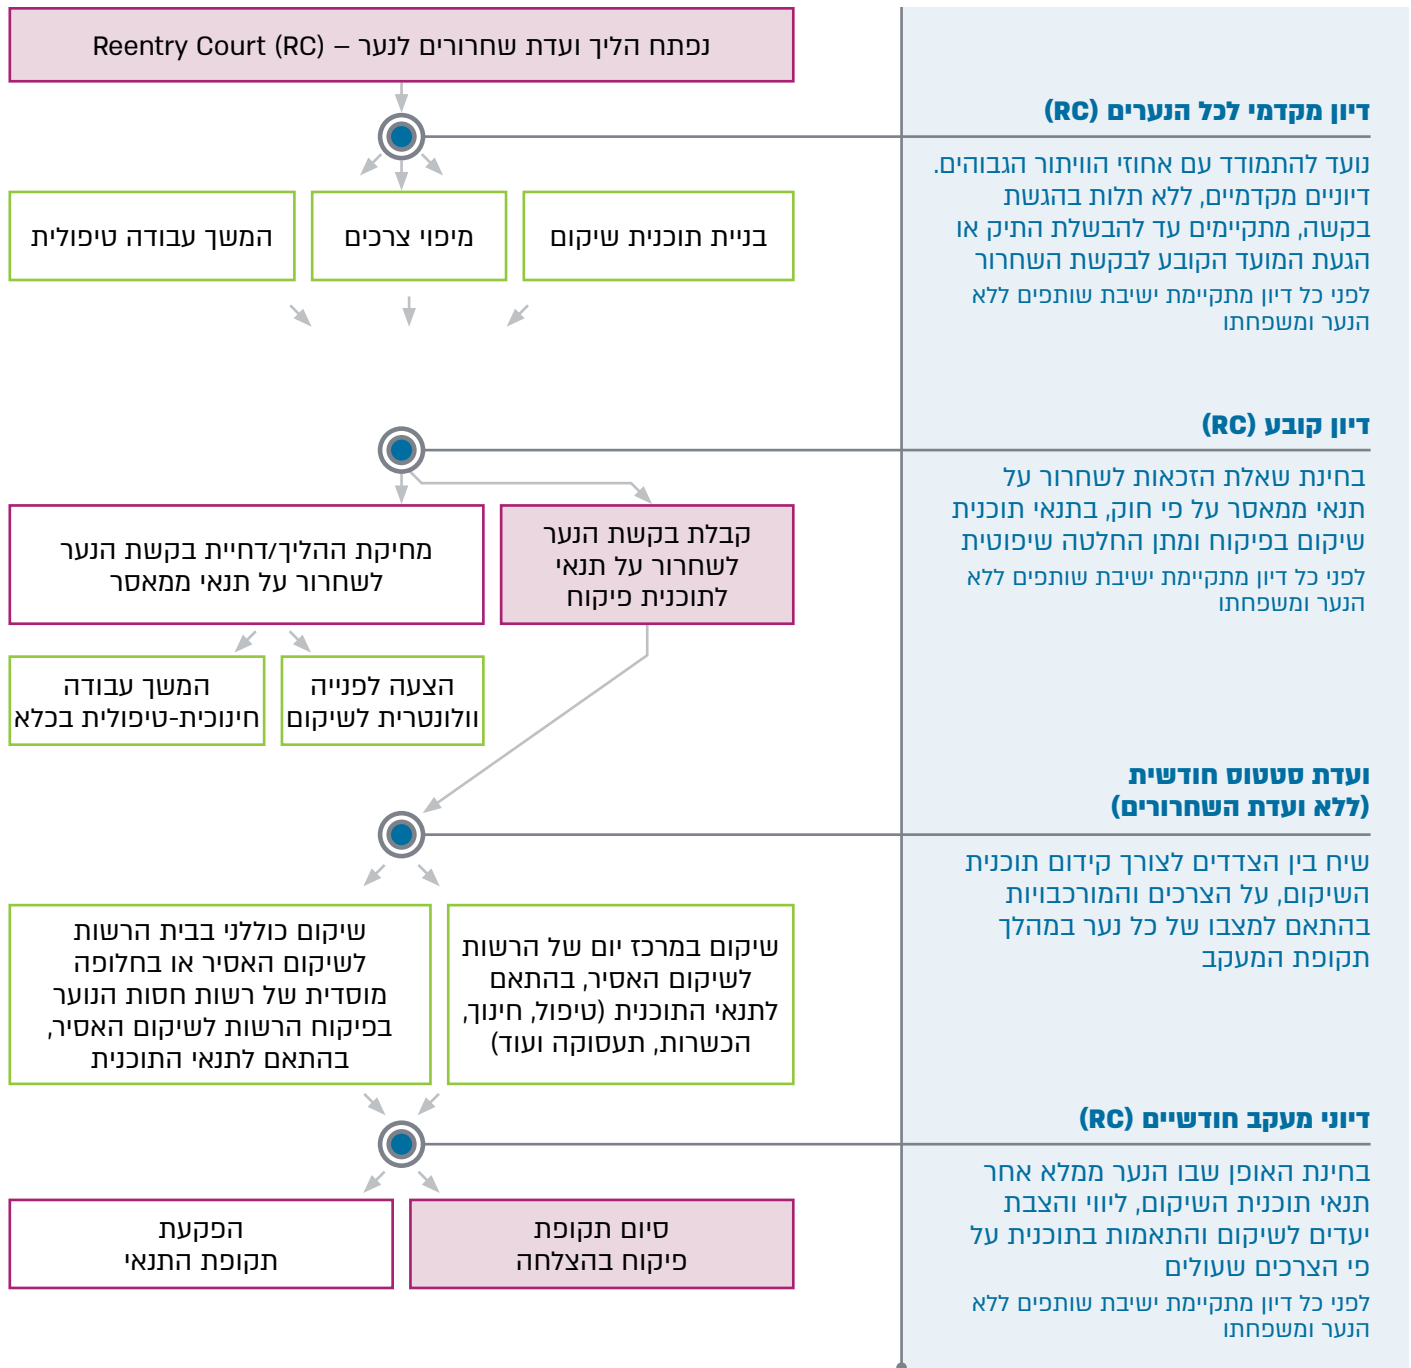 נפתח הליך ועדת שחרורים לנער – Reentry Court (RC)
דיון מקדמי לכל הנערים (RC)
נועד להתמודד עם אחוזי הוויתור הגבוהים.
דיוניים מקדמיים, ללא תלות בהגשת
בקשה, מתקיימים עד להבשלת התיק או
הגעת המועד הקובע לבקשת השחרור
לפני כל דיון מתקיימת ישיבת שותפים ללא
הנער ומשפחתו
בניית תוכנית שיקום
מיפוי צרכים
המשך עבודה טיפולית
דיון קובע (RC)
בחינת שאלת הזכאות לשחרור על
תנאי ממאסר על פי חוק, בתנאי תוכנית
שיקום בפיקוח ומתן החלטה שיפוטית
לפני כל דיון מתקיימת ישיבת שותפים ללא
הנער ומשפחתו
קבלת בקשת הנער
לשחרור על תנאי
לתוכנית פיקוח
מחיקת ההליך/דחיית בקשת הנער
לשחרור על תנאי ממאסר
הצעה לפנייה
וולונטרית לשיקום
המשך עבודה
חינוכית-טיפולית בכלא
ועדת סטטוס חודשית
(ללא ועדת השחרורים)
שיח בין הצדדים לצורך קידום תוכנית
השיקום, על הצרכים והמורכבויות
בהתאם למצבו של כל נער במהלך
תקופת המעקב
שיקום במרכז יום של הרשות
לשיקום האסיר, בהתאם
לתנאי התוכנית (טיפול, חינוך,
הכשרות, תעסוקה ועוד)
שיקום כוללני בבית הרשות
לשיקום האסיר או בחלופה
מוסדית של רשות חסות הנוער
בפיקוח הרשות לשיקום האסיר,
בהתאם לתנאי התוכנית
דיוני מעקב חודשיים (RC)
בחינת האופן שבו הנער ממלא אחר
תנאי תוכנית השיקום, ליווי והצבת
יעדים לשיקום והתאמות בתוכנית על
פי הצרכים שעולים
לפני כל דיון מתקיימת ישיבת שותפים ללא
הנער ומשפחתו
סיום תקופת
פיקוח בהצלחה
הפקעת
תקופת התנאי